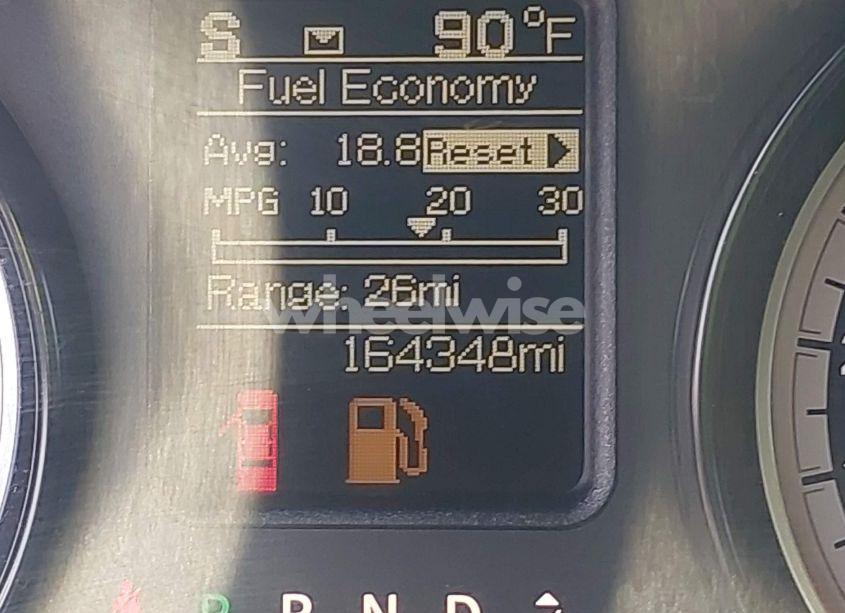 S 90°F
Fuel Economy
Avg: 18.8 Reset
MPG 10 20 30
Range: 26mi
wheelwise
164348mi
P R N D